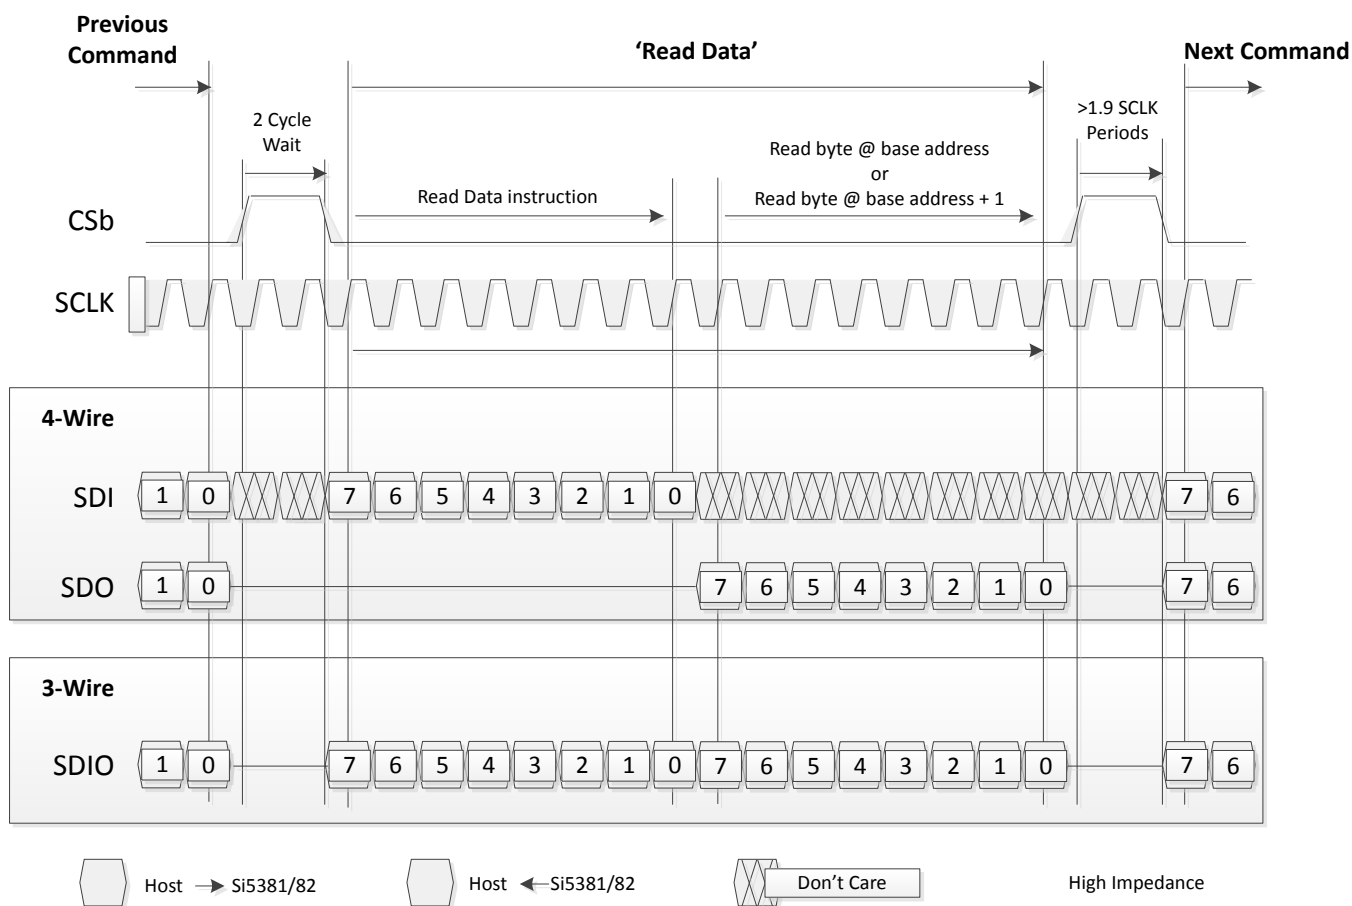 Previous
Command
‘Read Data’
Next Command
2 Cycle
Wait
>1.9 SCLK
Periods
Read byte @ base address
or
Read byte @ base address + 1
Read Data instruction
CSb
SCLK
4-Wire
SDI 1 0 7 6 5 4 3 2 1 0 7 6
SDO 1 0 7 6 5 4 3 2 1 0 7 6
3-Wire
SDIO 1 0 7 6 5 4 3 2 1 0 7 6 5 4 3 2 1 0 7 6
Host Si5381/82
Host Si5381/82
Don’t Care
High Impedance